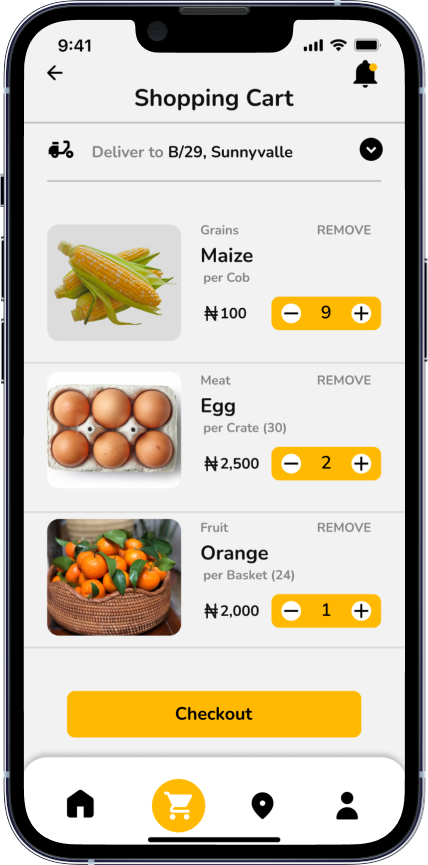 9:41
Shopping Cart
Deliver to B/29, Sunnyvalle
Grains REMOVE
Maize
per Cob
₦100 − 9 +
Meat REMOVE
Egg
per Crate (30)
₦2,500 − 2 +
Fruit REMOVE
Orange
per Basket (24)
₦2,000 − 1 +
Checkout